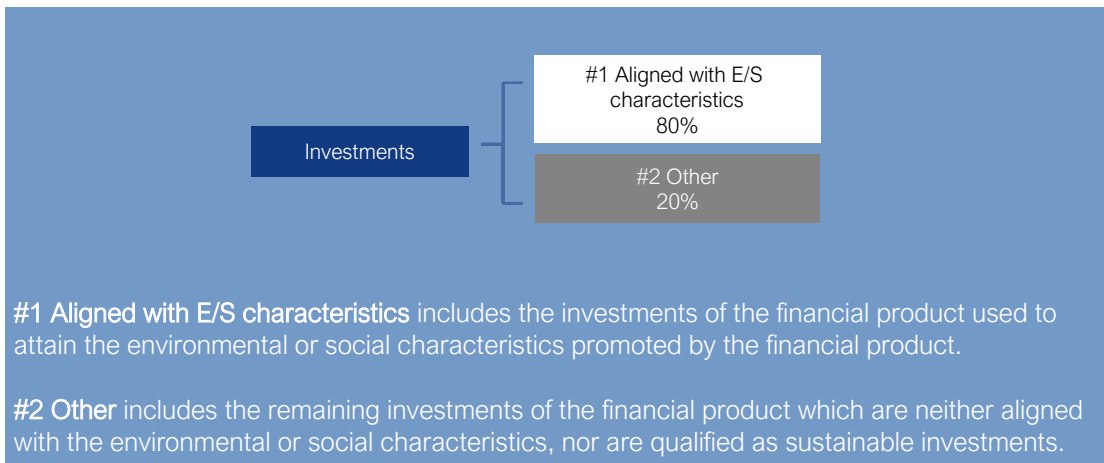 #1 Aligned with E/S
characteristics
80%
Investments
#2 Other
20%
#1 Aligned with E/S characteristics includes the investments of the financial product used to
attain the environmental or social characteristics promoted by the financial product.
#2 Other includes the remaining investments of the financial product which are neither aligned
with the environmental or social characteristics, nor are qualified as sustainable investments.